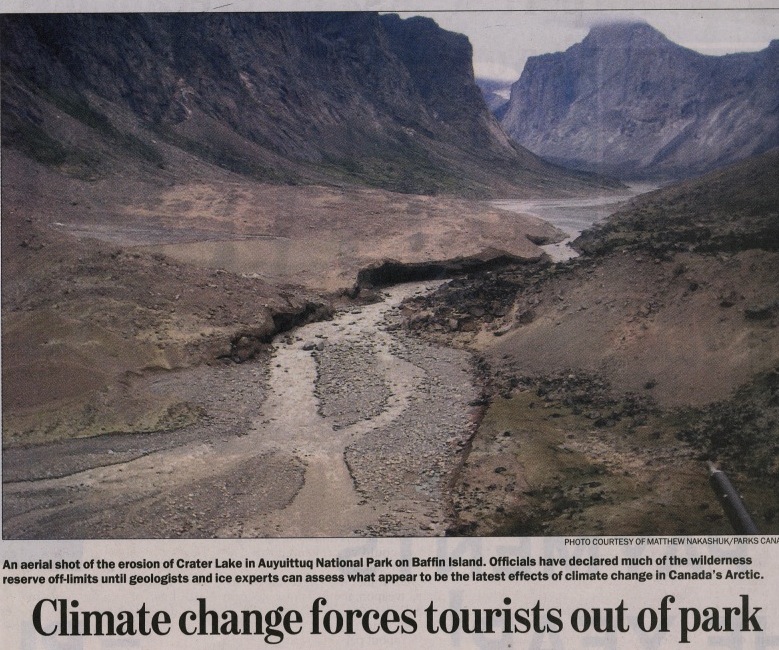 PHOTO COURTESY OF MATTHEW NAKASHUK/PARKS CANA
An aerial shot of the erosion of Crater Lake in Auyuittuq National Park on Baffin Island. Officials have declared much of the wilderness
reserve off-limits until geologists and ice experts can assess what appear to be the latest effects of climate change in Canada's Arctic.
Climate change forces tourists out of park